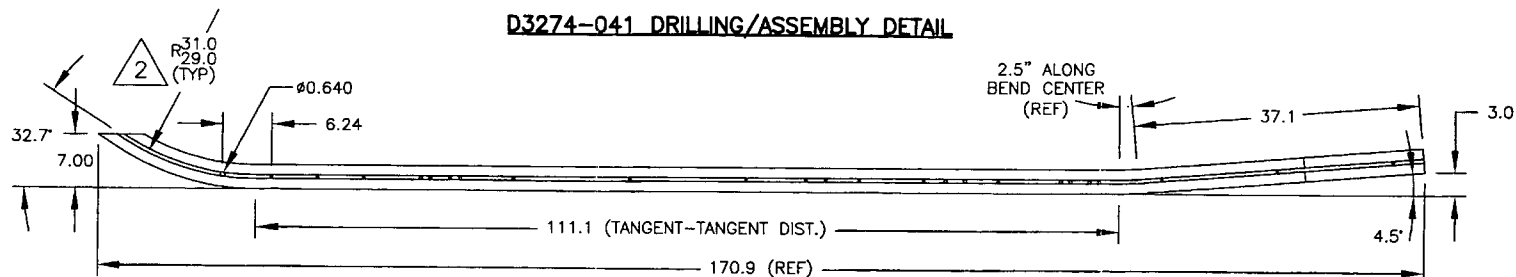 D3274-041 DRILLING/ASSEMBLY DETAIL
2
R31.0
29.0
(TYP)
ø0.640
6.24
32.7°
7.00
2.5" ALONG
BEND CENTER
(REF)
37.1
3.0
111.1 (TANGENT-TANGENT DIST.)
4.5°
170.9 (REF)